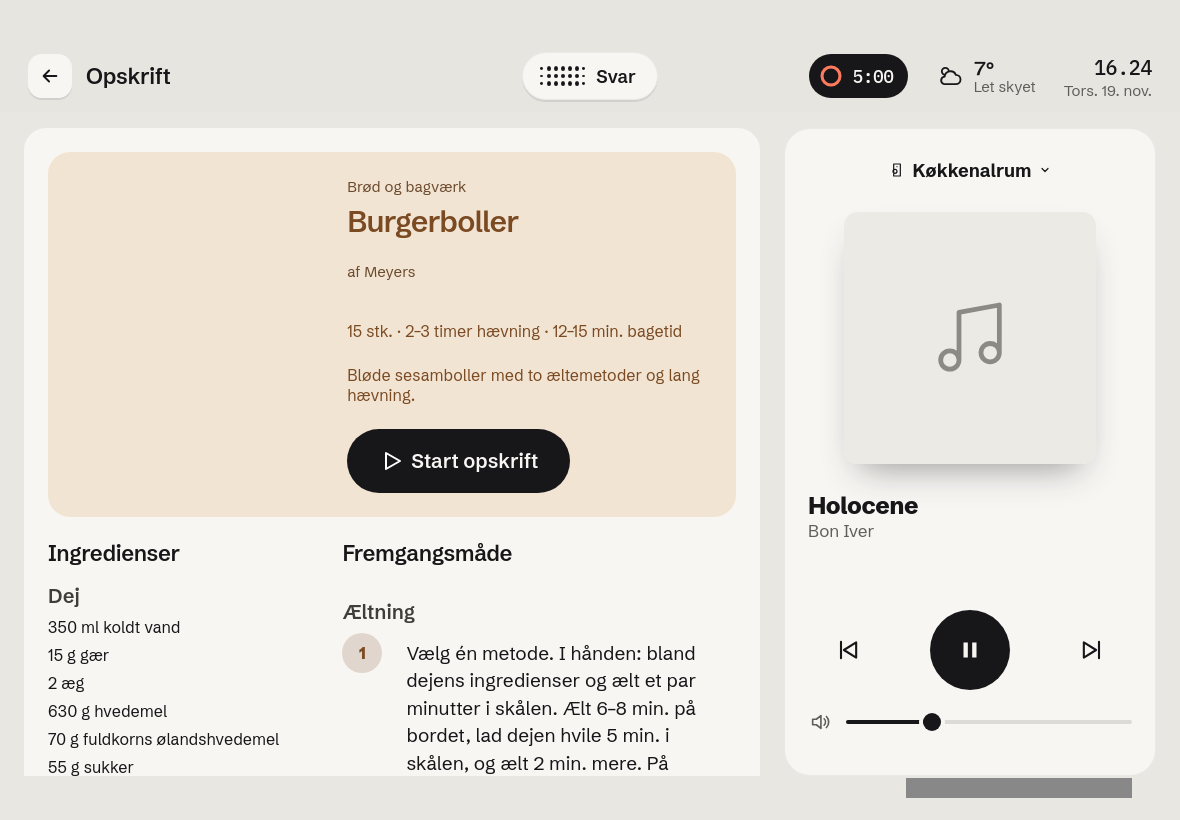 Opskrift
Svar
5:00
7°
Let skyet
16.24
Tors. 19. nov.
Brød og bagværk
Burgerboller
af Meyers
15 stk. · 2–3 timer hævning · 12–15 min. bagetid
Bløde sesamboller med to æltemetoder og lang
hævning.
Start opskrift
Ingredienser
Dej
350 ml koldt vand
15 g gær
2 æg
630 g hvedemel
70 g fuldkorns ølandshvedemel
55 g sukker
Fremgangsmåde
Æltning
1
Vælg én metode. I hånden: bland
dejens ingredienser og ælt et par
minutter i skålen. Ælt 6–8 min. på
bordet, lad dejen hvile 5 min. i
skålen, og ælt 2 min. mere. På
Køkkenalrum
Holocene
Bon Iver